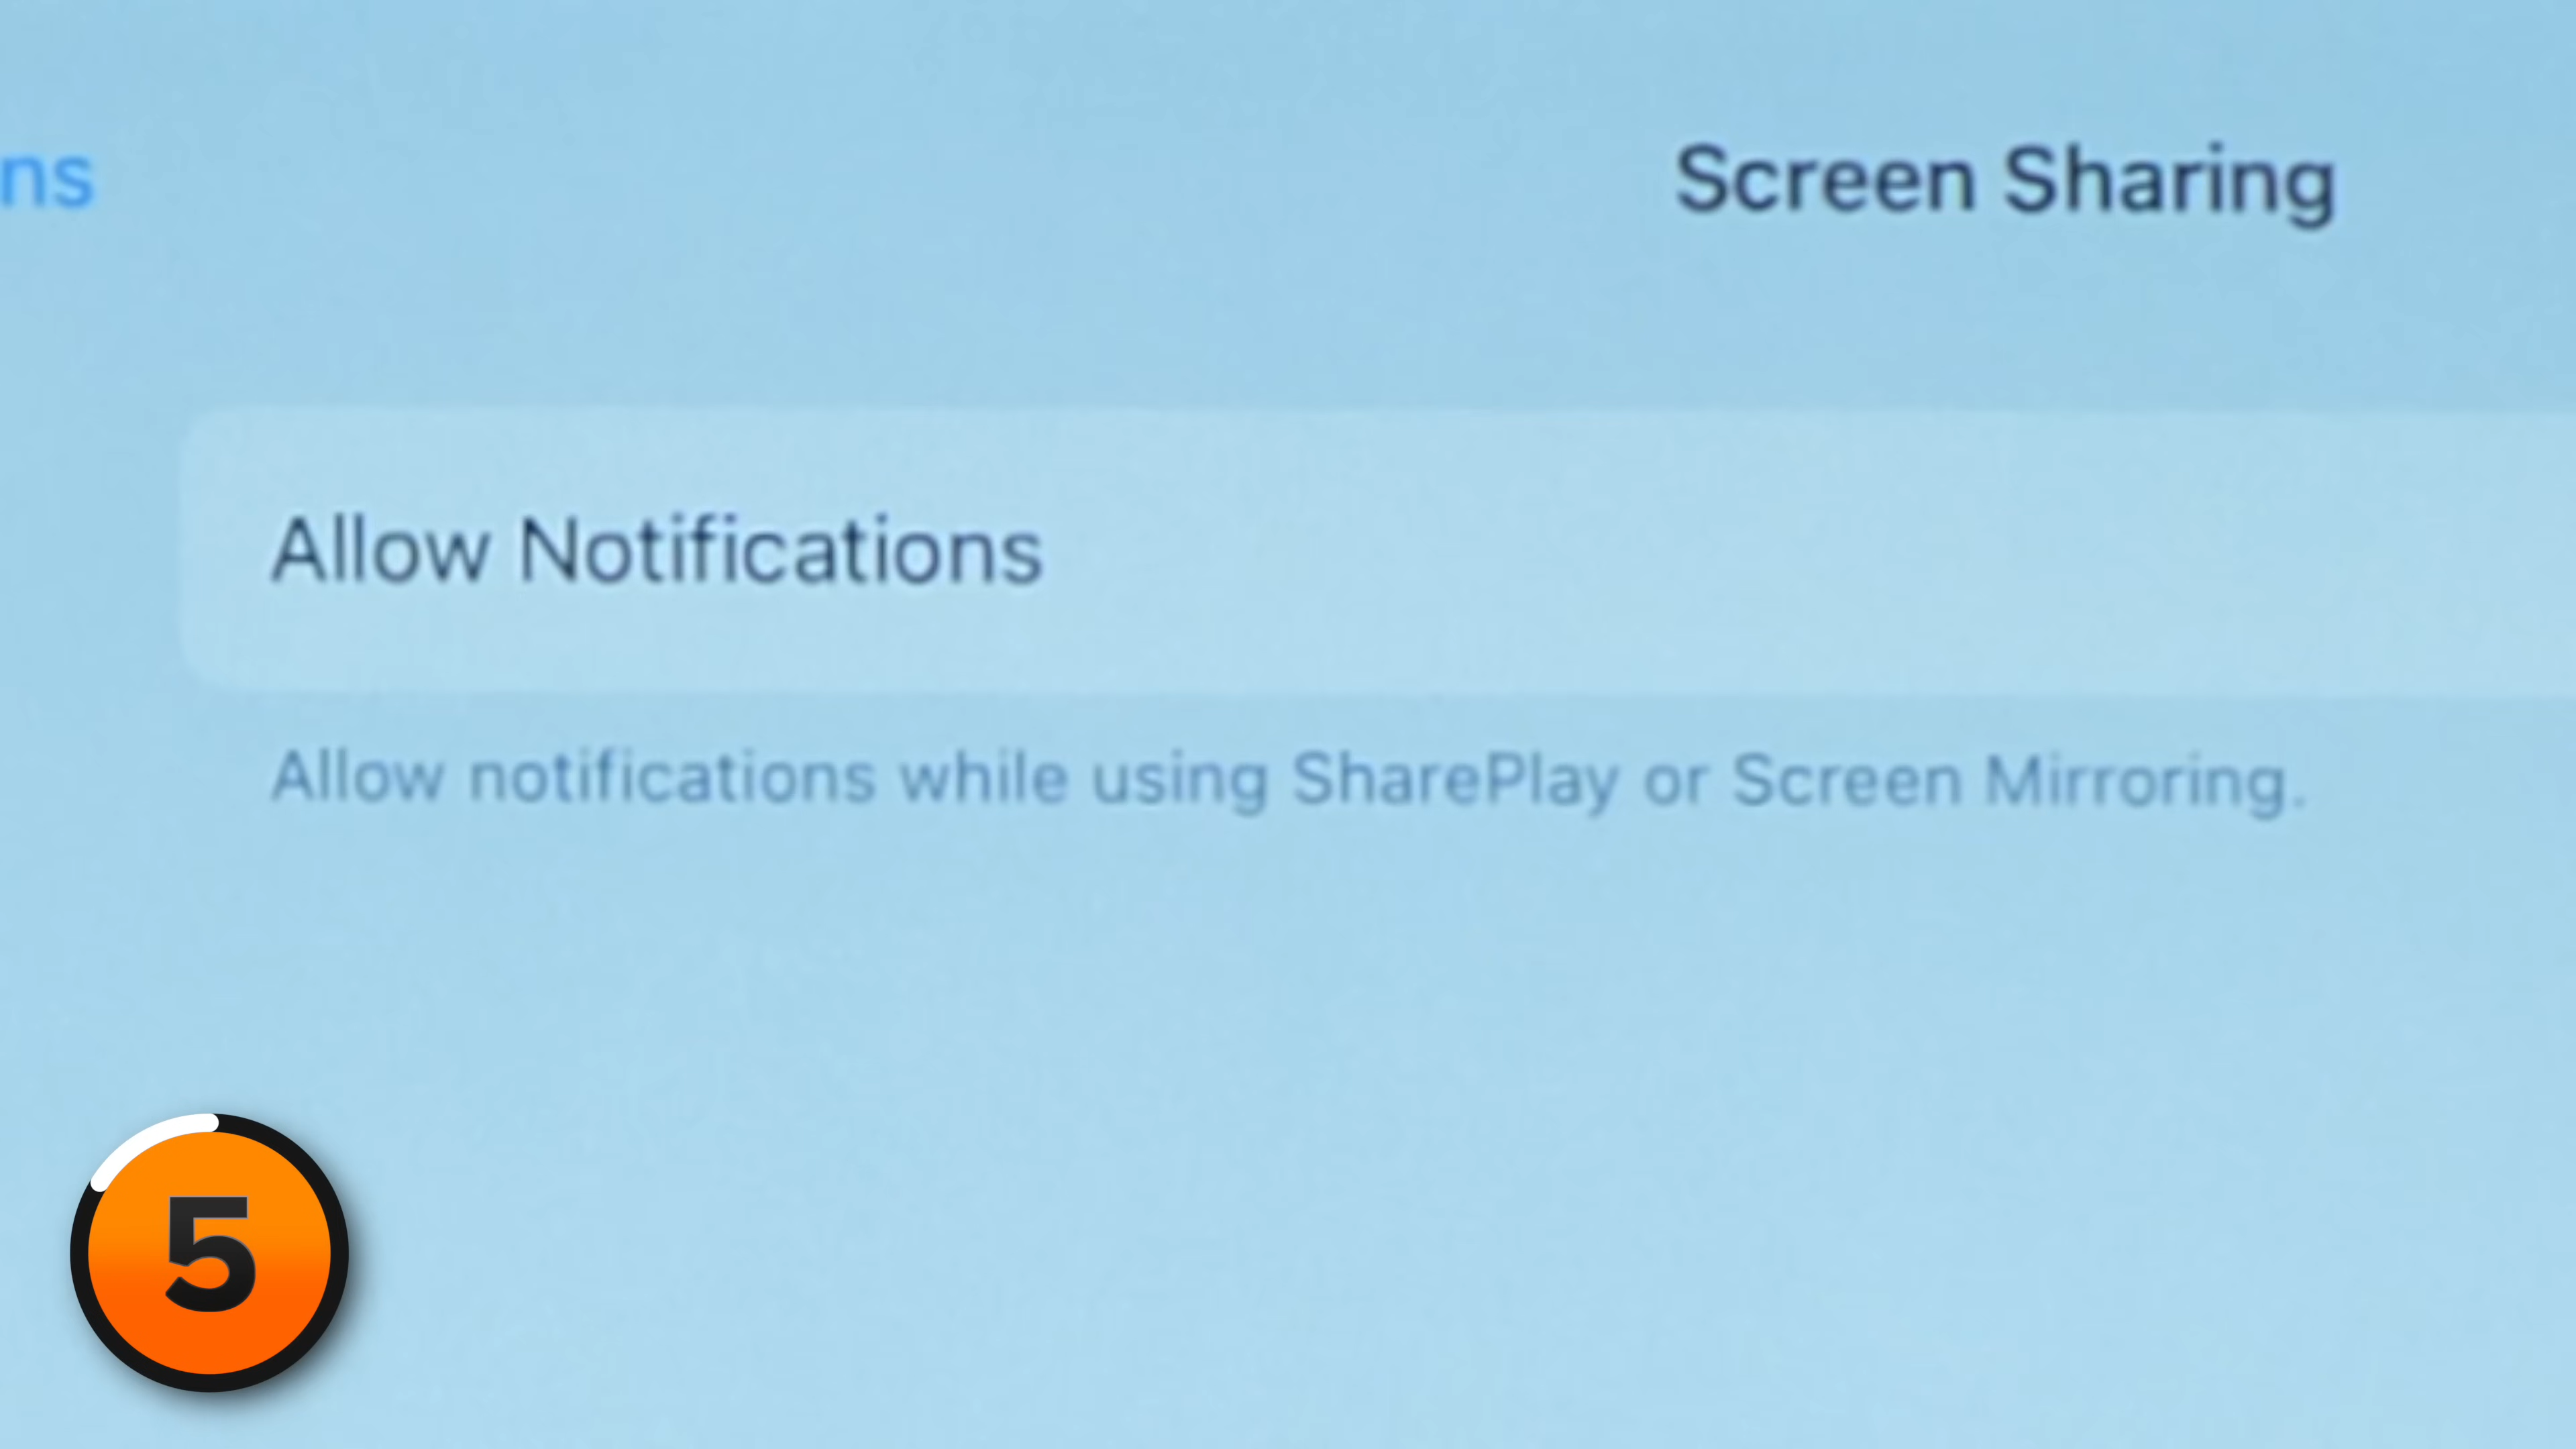 ns
Screen Sharing
Allow Notifications
Allow notifications while using SharePlay or Screen Mirroring.
5